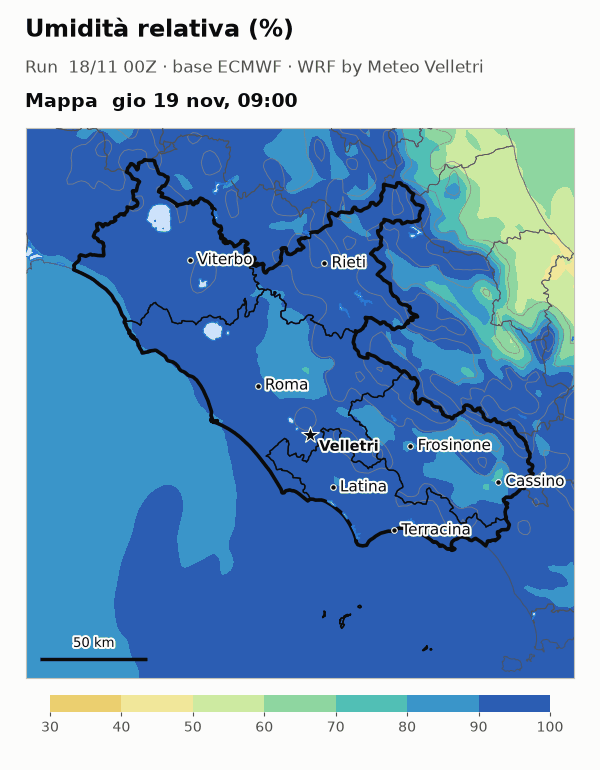 Umidità relativa (%)
Run 18/11 00Z · base ECMWF · WRF by Meteo Velletri
Mappa gio 19 nov, 09:00
Viterbo
Rieti
Roma
Velletri
Frosinone
Latina
Cassino
Terracina
50 km
30 40 50 60 70 80 90 100